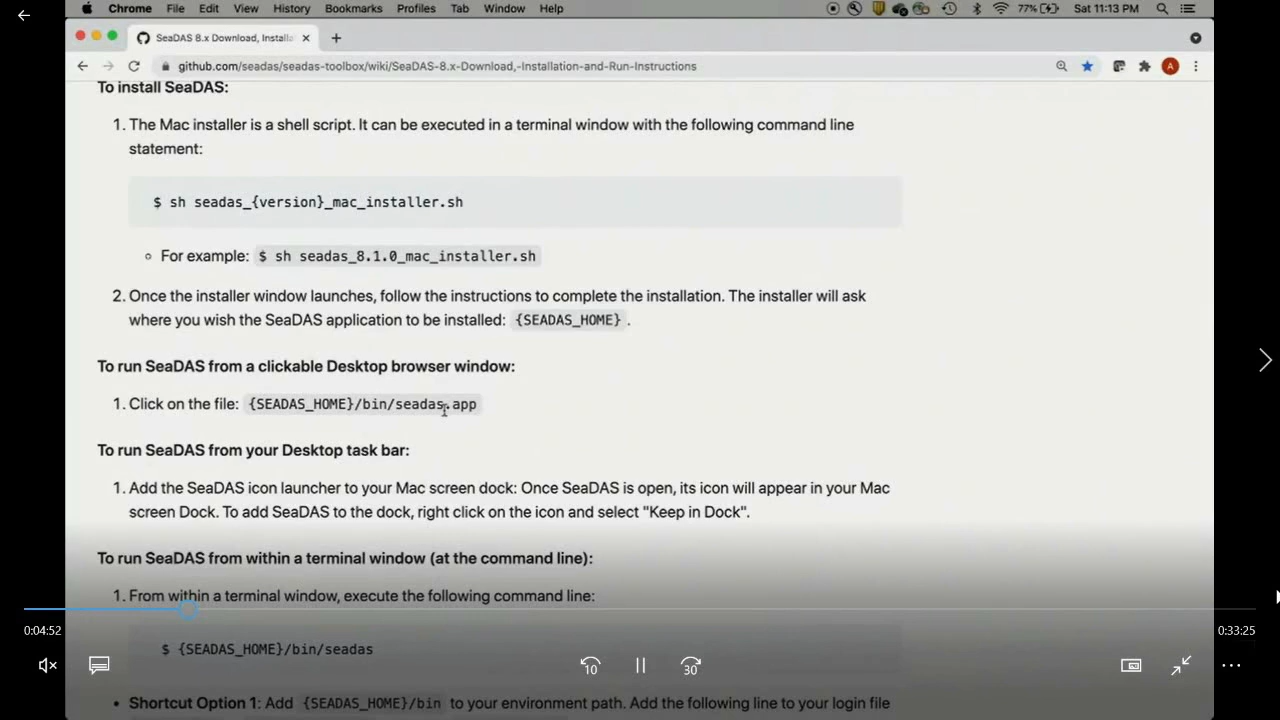 Chrome File Edit View History Bookmarks Profiles Tab Window Help 77% Sat 11:13 PM
SeaDAS 8.x Download, Installa
github.com/seadas/seadas-toolbox/wiki/SeaDAS-8.x-Download,-Installation-and-Run-Instructions A
To install SeaDAS:
1. The Mac installer is a shell script. It can be executed in a terminal window with the following command line
statement:
$ sh seadas_{version}_mac_installer.sh
For example: $ sh seadas_8.1.0_mac_installer.sh
2. Once the installer window launches, follow the instructions to complete the installation. The installer will ask
where you wish the SeaDAS application to be installed: {SEADAS_HOME} .
To run SeaDAS from a clickable Desktop browser window:
1. Click on the file: {SEADAS_HOME}/bin/seadas.app
To run SeaDAS from your Desktop task bar:
1. Add the SeaDAS icon launcher to your Mac screen dock: Once SeaDAS is open, its icon will appear in your Mac
screen Dock. To add SeaDAS to the dock, right click on the icon and select "Keep in Dock".
To run SeaDAS from within a terminal window (at the command line):
1. From within a terminal window, execute the following command line:
0:04:52 0:33:25
$ {SEADAS_HOME}/bin/seadas
10 30
Shortcut Option 1: Add {SEADAS_HOME}/bin to your environment path. Add the following line to your login file